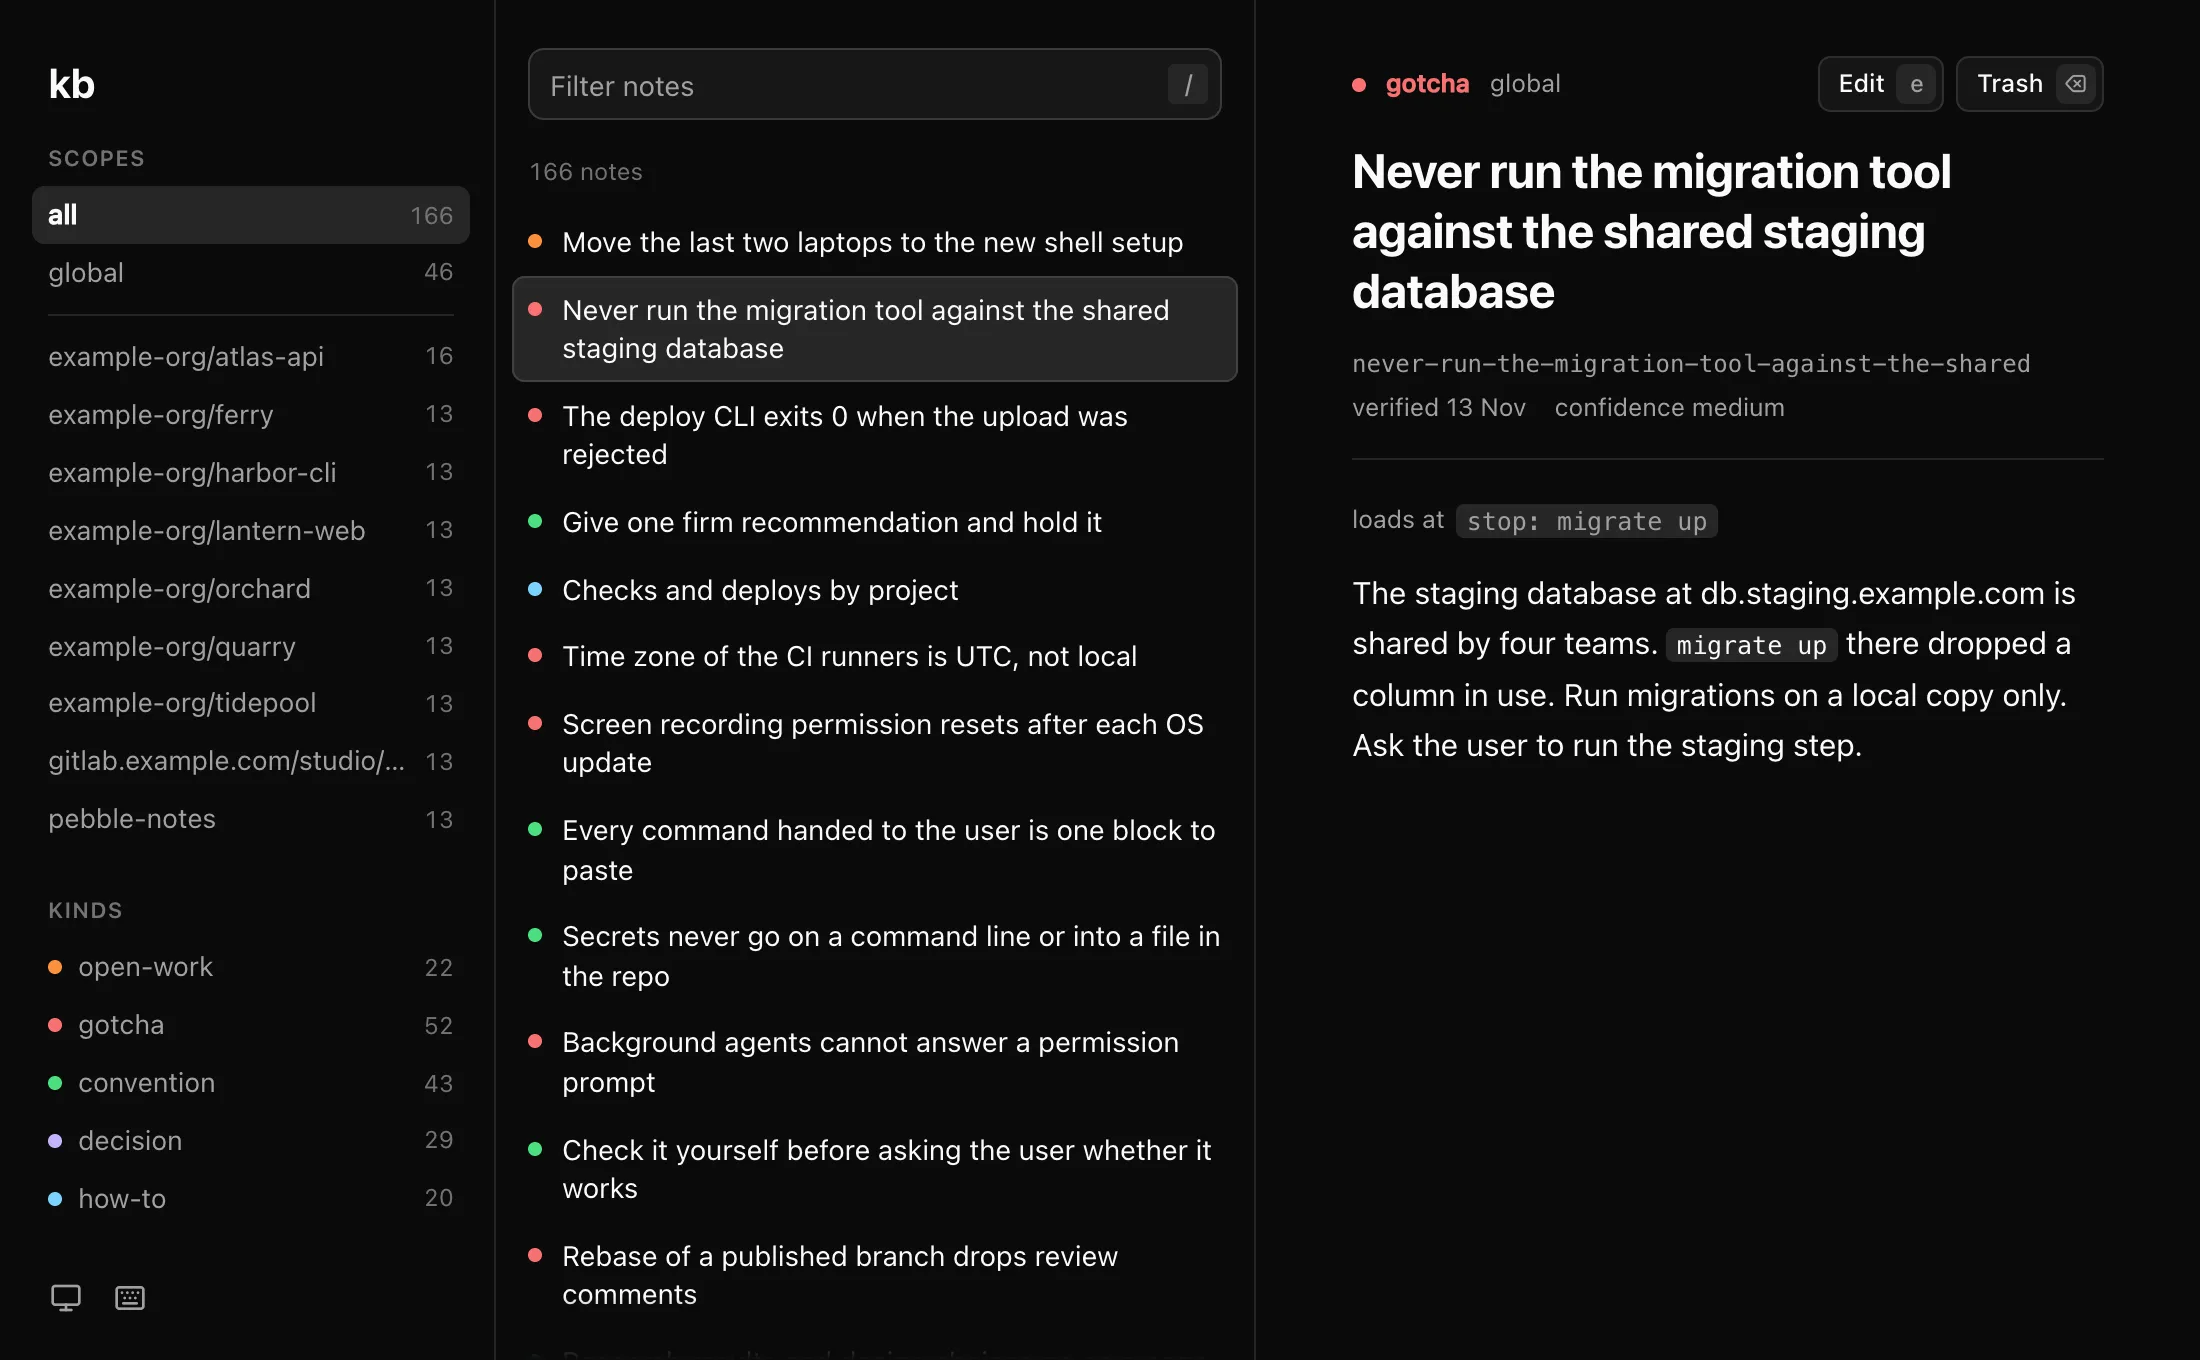 kb
SCOPES
all 166
global 46
example-org/atlas-api 16
example-org/ferry 13
example-org/harbor-cli 13
example-org/lantern-web 13
example-org/orchard 13
example-org/quarry 13
example-org/tidepool 13
gitlab.example.com/studio/... 13
pebble-notes 13
KINDS
open-work 22
gotcha 52
convention 43
decision 29
how-to 20
Filter notes /
166 notes
Move the last two laptops to the new shell setup
Never run the migration tool against the shared
staging database
The deploy CLI exits 0 when the upload was
rejected
Give one firm recommendation and hold it
Checks and deploys by project
Time zone of the CI runners is UTC, not local
Screen recording permission resets after each OS
update
Every command handed to the user is one block to
paste
Secrets never go on a command line or into a file in
the repo
Background agents cannot answer a permission
prompt
Check it yourself before asking the user whether it
works
Rebase of a published branch drops review
comments
gotcha global
Edit e Trash
Never run the migration tool
against the shared staging
database
never-run-the-migration-tool-against-the-shared
verified 13 Nov confidence medium
loads at stop: migrate up
The staging database at db.staging.example.com is
shared by four teams. migrate up there dropped a
column in use. Run migrations on a local copy only.
Ask the user to run the staging step.